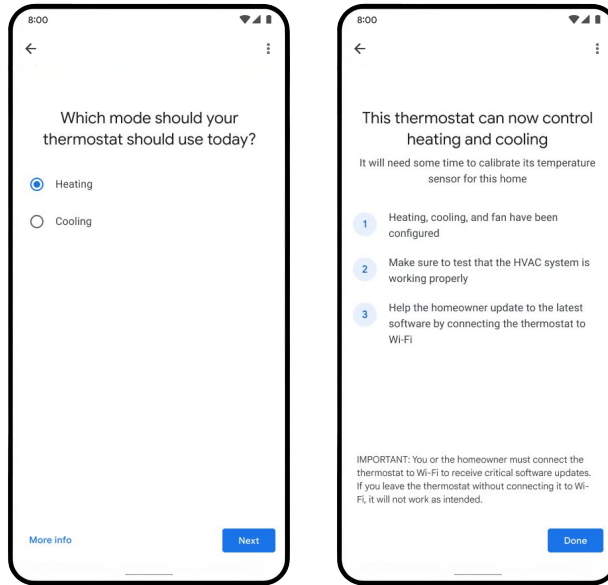 8:00
Which mode should your
thermostat should use today?
Heating
Cooling
More info
Next
8:00
This thermostat can now control
heating and cooling
It will need some time to calibrate its temperature
sensor for this home
1
Heating, cooling, and fan have been
configured
2
Make sure to test that the HVAC system is
working properly
3
Help the homeowner update to the latest
software by connecting the thermostat to
Wi-Fi
IMPORTANT: You or the homeowner must connect the
thermostat to Wi-Fi to receive critical software updates.
If you leave the thermostat without connecting it to Wi-
Fi, it will not work as intended.
Done